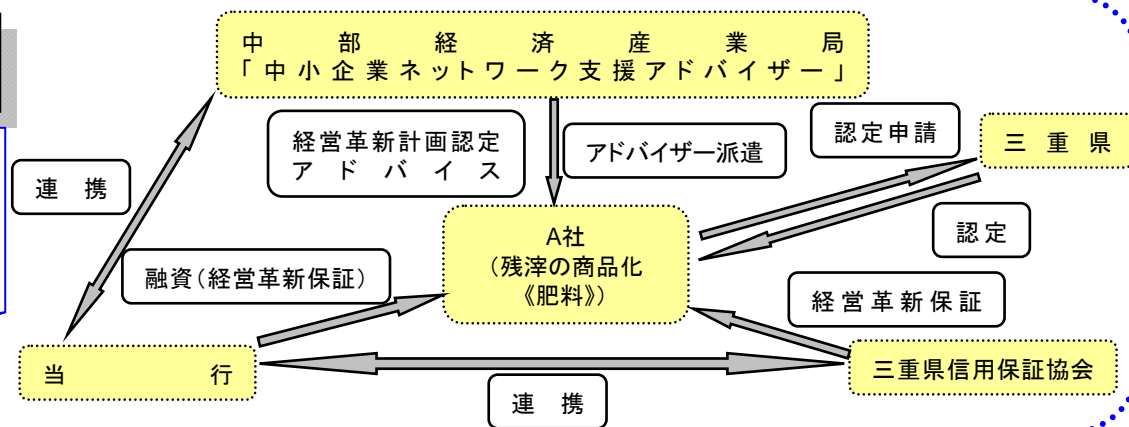 中部経済産業局
「中小企業ネットワーク支援アドバイザー」
経営革新計画認定
アドバイス
アドバイザー派遣
認定申請
三重県
連携
認定
A社
(残滓の商品化
《肥料》)
融資(経営革新保証)
経営革新保証
当行
三重県信用保証協会
連携